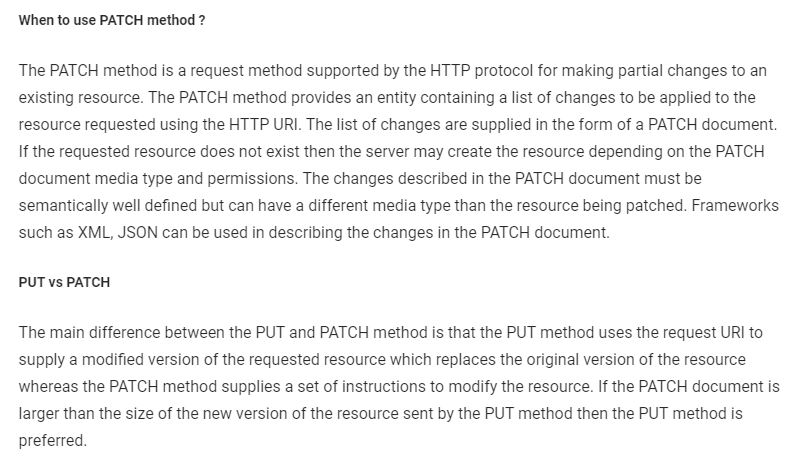 When to use PATCH method ?
The PATCH method is a request method supported by the HTTP protocol for making partial changes to an
existing resource. The PATCH method provides an entity containing a list of changes to be applied to the
resource requested using the HTTP URI. The list of changes are supplied in the form of a PATCH document.
If the requested resource does not exist then the server may create the resource depending on the PATCH
document media type and permissions. The changes described in the PATCH document must be
semantically well defined but can have a different media type than the resource being patched. Frameworks
such as XML, JSON can be used in describing the changes in the PATCH document.
PUT vs PATCH
The main difference between the PUT and PATCH method is that the PUT method uses the request URI to
supply a modified version of the requested resource which replaces the original version of the resource
whereas the PATCH method supplies a set of instructions to modify the resource. If the PATCH document is
larger than the size of the new version of the resource sent by the PUT method then the PUT method is
preferred.